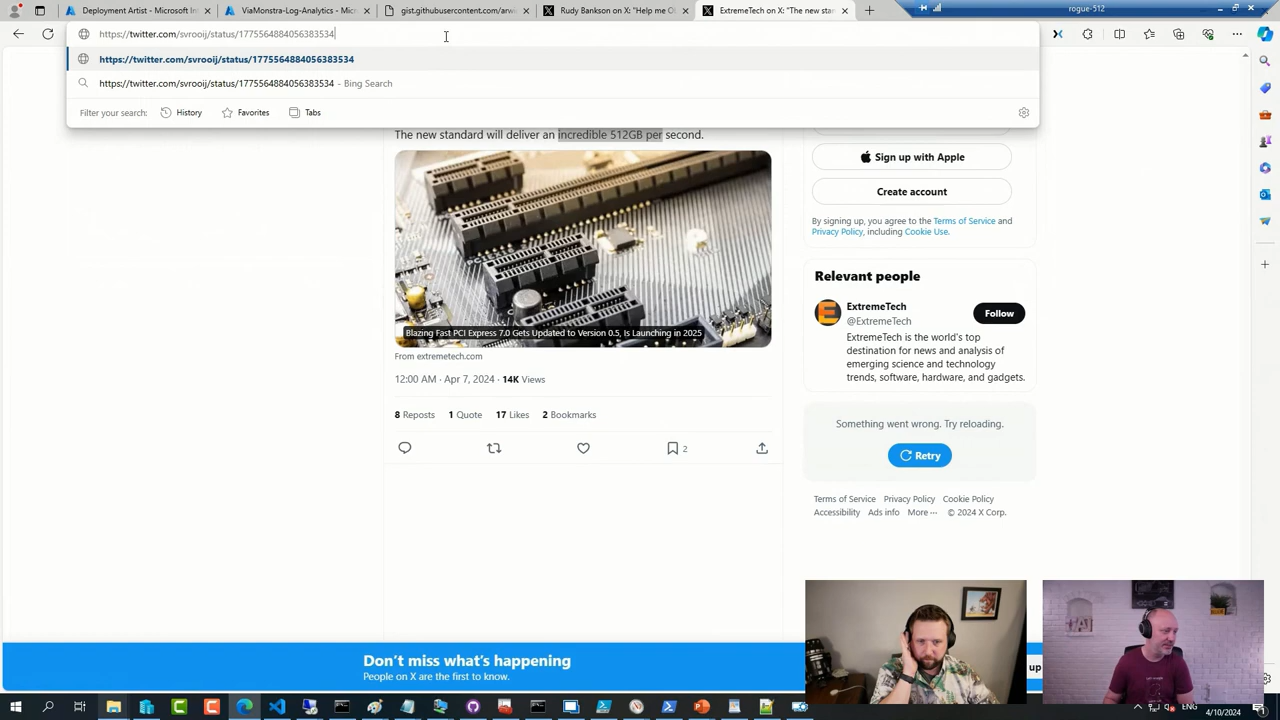 Deployment Artist - Microsoft In
ViaMonstra-Log-Analytics - Micr
gist.githubusercontent.com/arwi
Rudy Bankson on X: "Help me O
ExtremeTech on X: "The new stan
rogue-512
https://twitter.com/svrooij/status/1775564884056383534
https://twitter.com/svrooij/status/1775564884056383534
https://twitter.com/svrooij/status/1775564884056383534 - Bing Search
Filter your search: History Favorites Tabs
The new standard will deliver an incredible 512GB per second.
Blazing Fast PCI Express 7.0 Gets Updated to Version 0.5, Is Launching in 2025
From extremetech.com
12:00 AM · Apr 7, 2024 · 14K Views
8 Reposts 1 Quote 17 Likes 2 Bookmarks
2
Sign up with Apple
Create account
By signing up, you agree to the Terms of Service and
Privacy Policy, including Cookie Use.
Relevant people
ExtremeTech
@ExtremeTech
Follow
ExtremeTech is the world's top
destination for news and analysis of
emerging science and technology
trends, software, hardware, and gadgets.
Something went wrong. Try reloading.
Retry
Terms of Service Privacy Policy Cookie Policy
Accessibility Ads info More ··· © 2024 X Corp.
Don't miss what's happening
People on X are the first to know.
up
ENG
4/10/2024